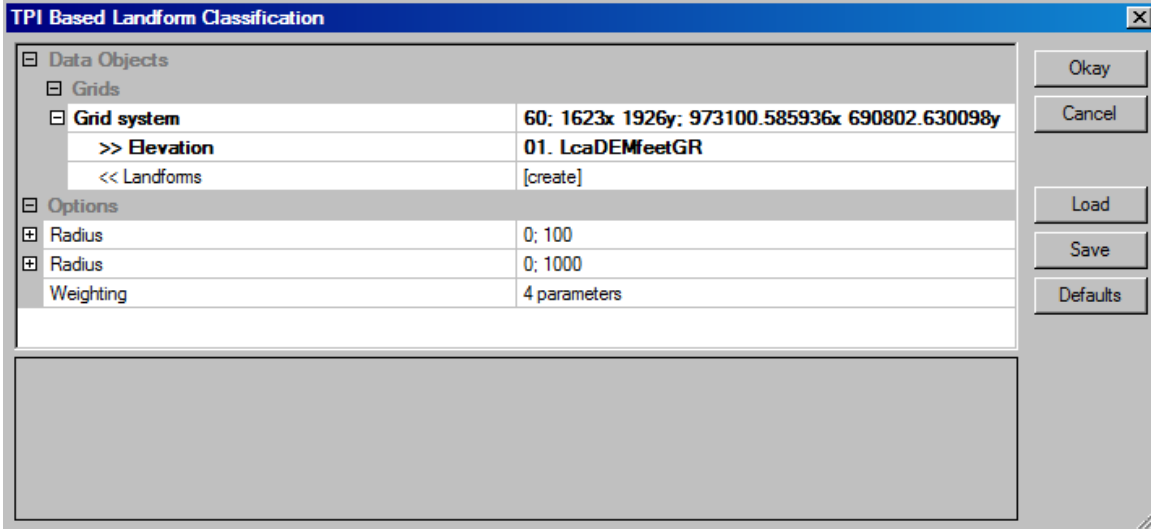 TPI Based Landform Classification
Data Objects
Grids
Grid system 60; 1623x 1926y; 973100.585936x 690802.630098y
>> Elevation 01. LcaDEMfeetGR
<< Landforms [create]
Options
Radius 0; 100
Radius 0; 1000
Weighting 4 parameters
Okay
Cancel
Load
Save
Defaults